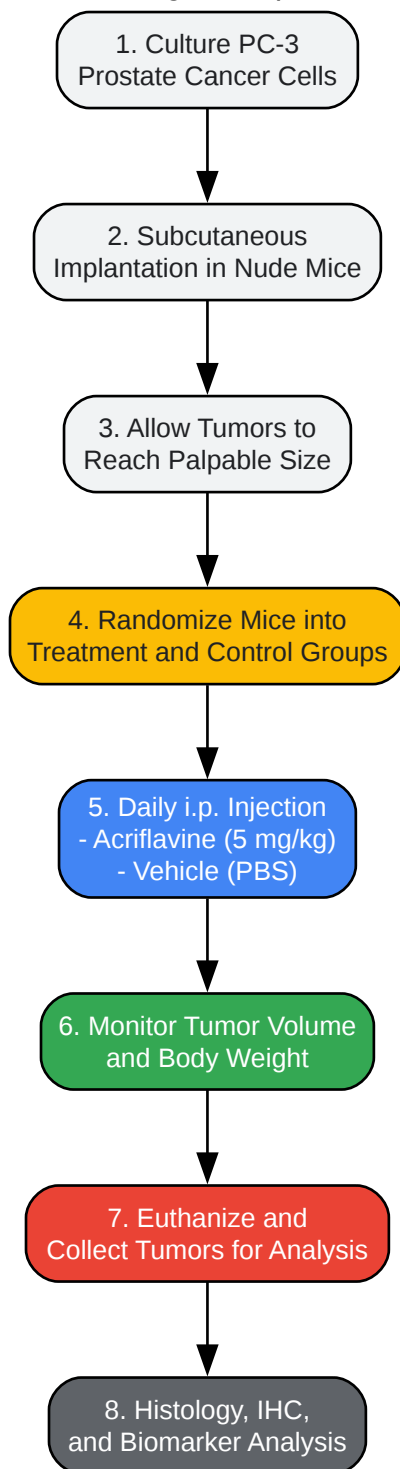 1. Culture PC-3
Prostate Cancer Cells
2. Subcutaneous
Implantation in Nude Mice
3. Allow Tumors to
Reach Palpable Size
4. Randomize Mice into
Treatment and Control Groups
5. Daily i.p. Injection
- Acriflavine (5 mg/kg)
- Vehicle (PBS)
6. Monitor Tumor Volume
and Body Weight
7. Euthanize and
Collect Tumors for Analysis
8. Histology, IHC,
and Biomarker Analysis